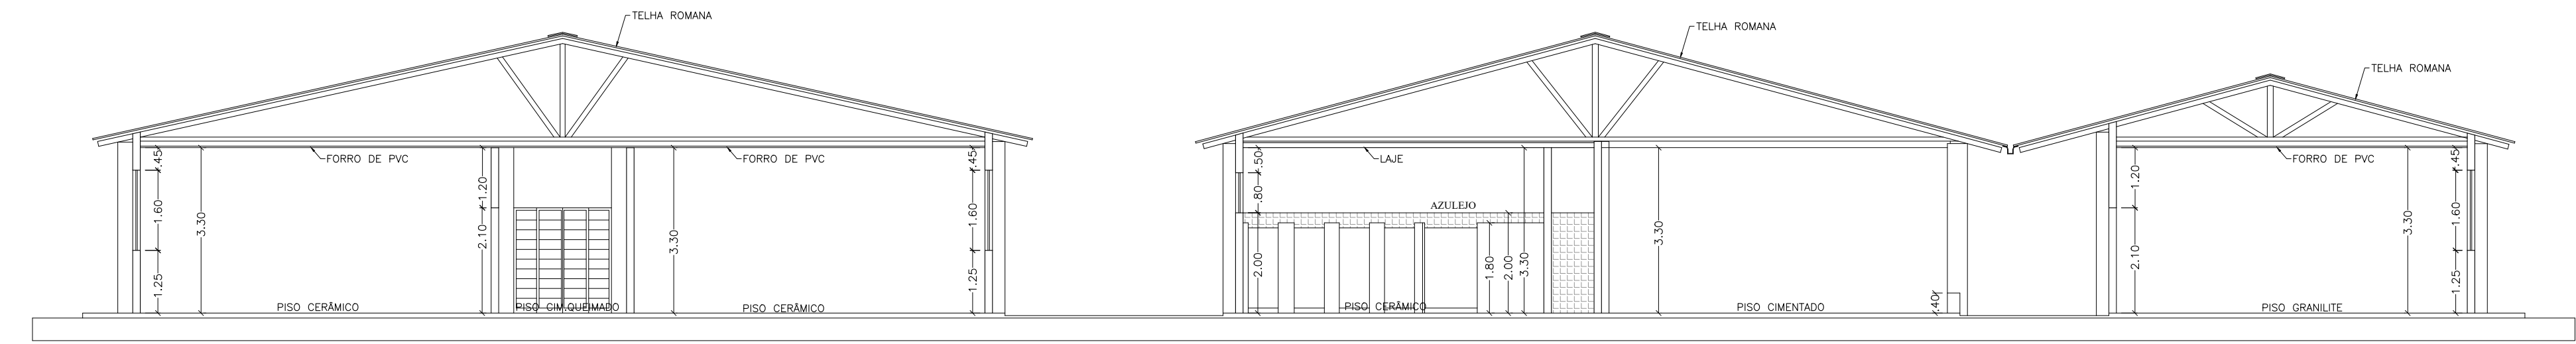 TELHA ROMANA
TELHA ROMANA
TELHA ROMANA
FORRO DE PVC
FORRO DE PVC
LAJE
FORRO DE PVC
.45
1.60
1.25
3.30
1.20
2.10
3.30
.45
1.60
1.25
.50
.80
2.00
AZULEJO
1.80
2.00
3.30
3.30
.40
1.20
2.10
3.30
.45
1.60
1.25
PISO CERÂMICO
PISO CIM.QUEIMADO
PISO CERÂMICO
PISO CERÂMICO
PISO CIMENTADO
PISO GRANILITE